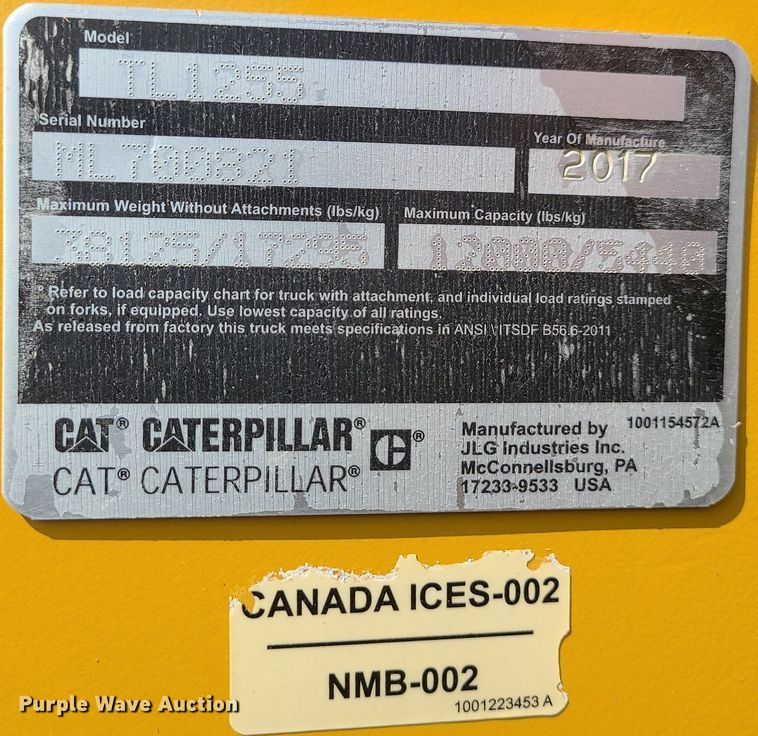 Model
TL1255
Serial Number
ML700821
Year Of Manufacture
2017
Maximum Weight Without Attachments (lbs/kg)
38125/17295
Maximum Capacity (lbs/kg)
12000/5440
* Refer to load capacity chart for truck with attachment, and individual load ratings stamped
on forks, if equipped. Use lowest capacity of all ratings.
As released from factory this truck meets specifications in ANSI \ ITSDF B56.6-2011
CAT® CATERPILLAR®
CAT® CATERPILLAR®
C ®
Manufactured by 1001154572A
JLG Industries Inc.
McConnellsburg, PA
17233-9533 USA
CANADA ICES-002
NMB-002
1001223453 A
Purple Wave Auction